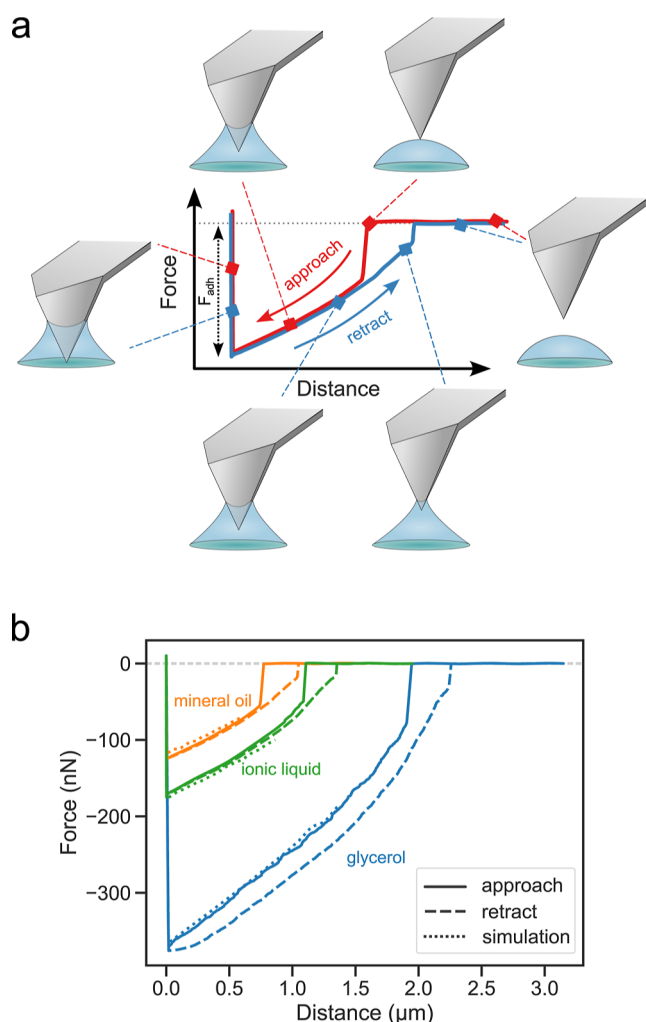 a
Force
F_adh
approach
retract
Distance
b
Force (nN)
0
−100
−200
−300
mineral oil
ionic liquid
glycerol
approach
retract
simulation
0.0 0.5 1.0 1.5 2.0 2.5 3.0
Distance (μm)